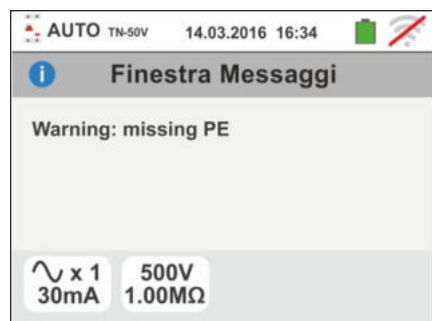 AUTO TN-50V 14.03.2016 16:34
i Finestra Messaggi
Warning: missing PE
x 1 500V
30mA 1.00MΩ